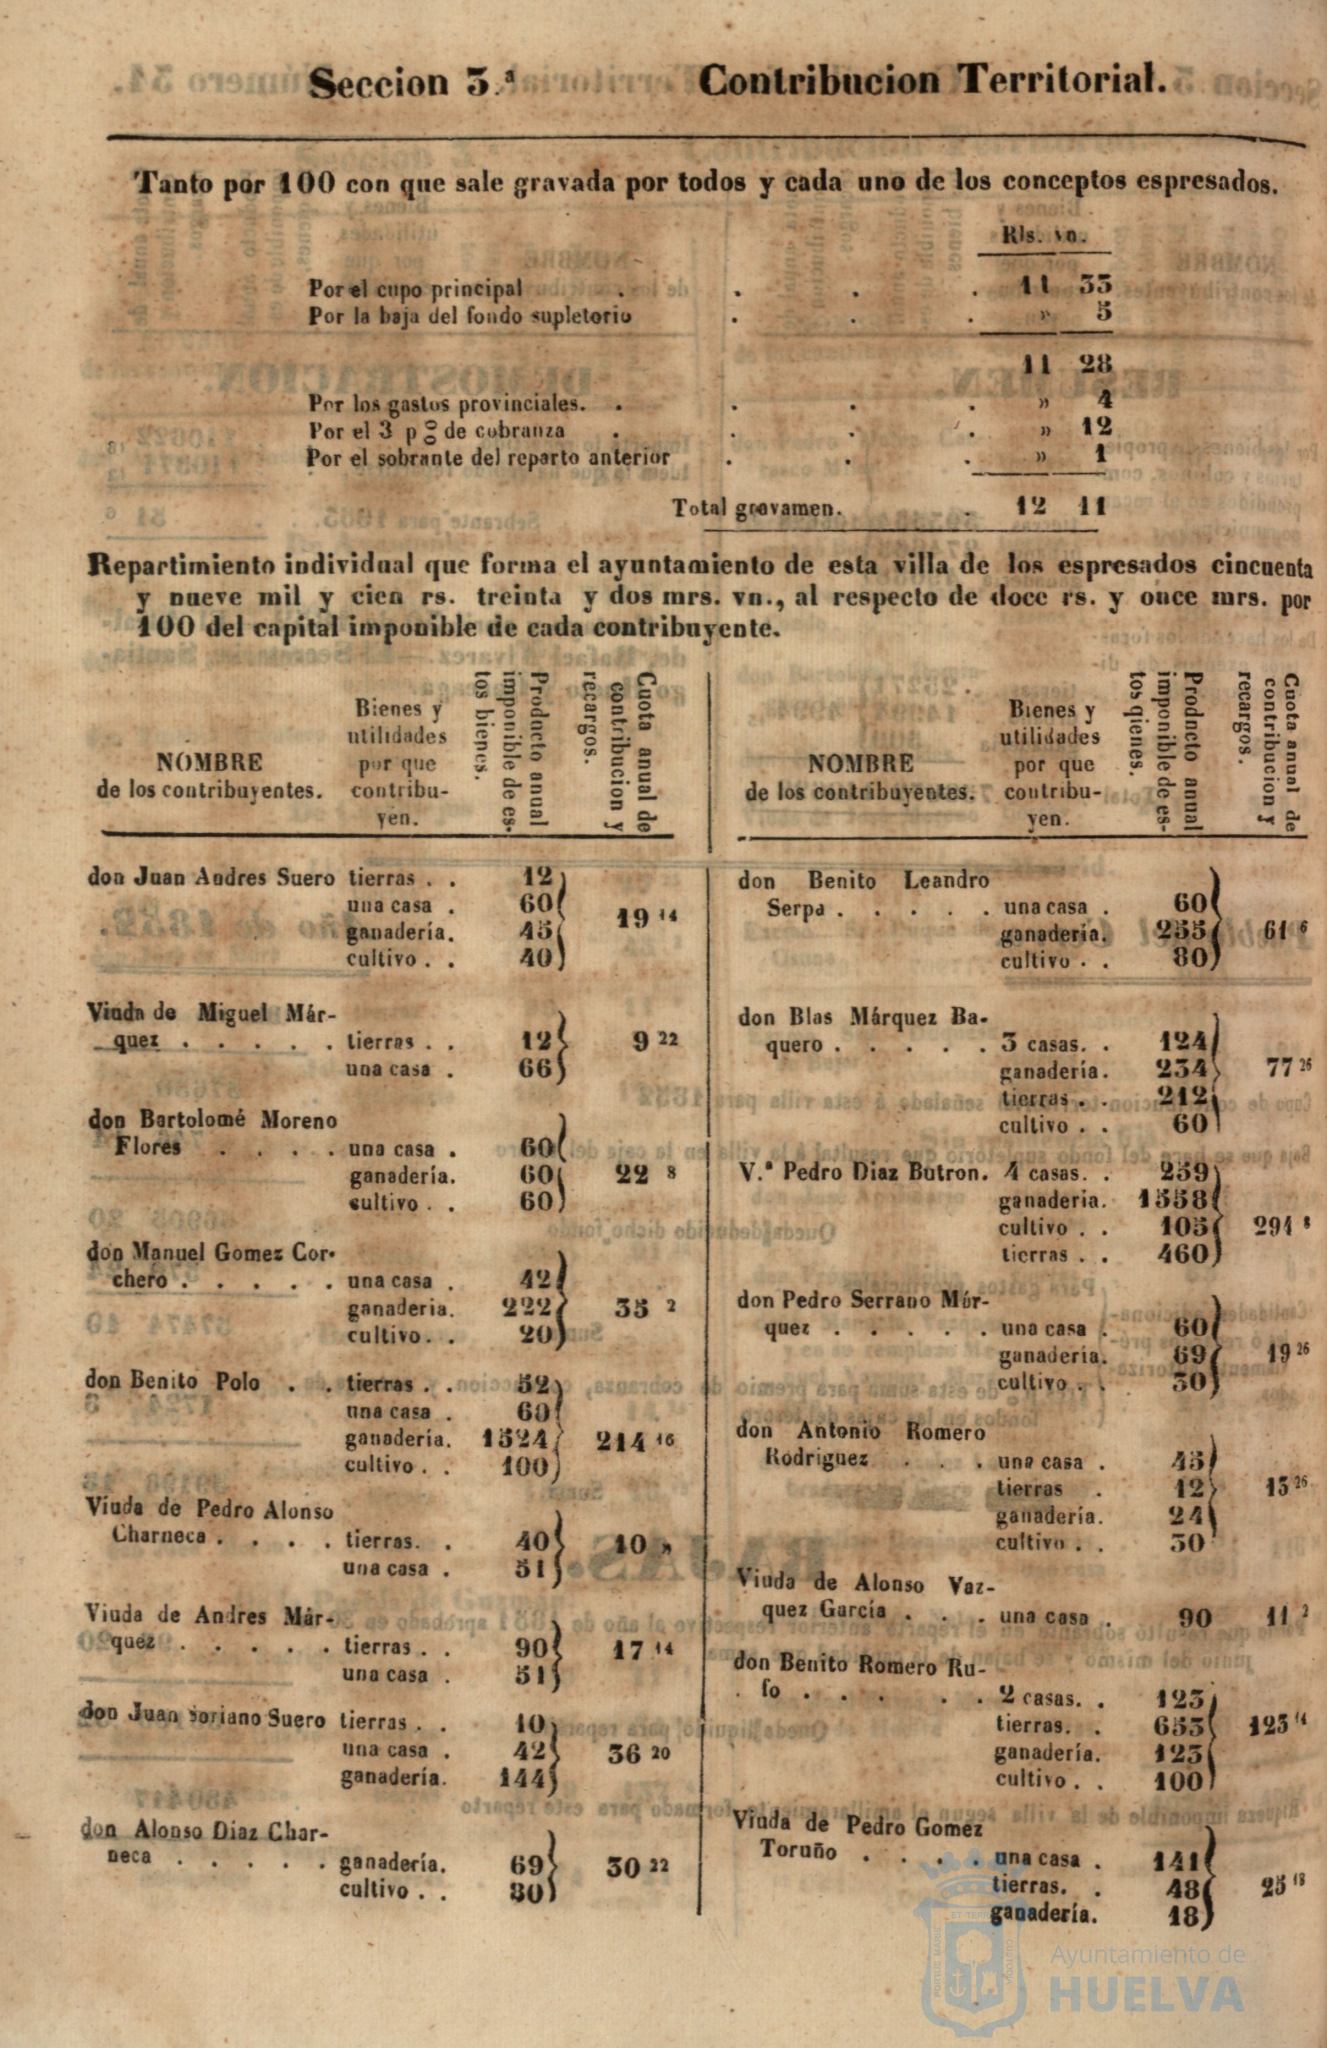 Seccion 3.ª Contribucion Territorial.
Tanto por 100 con que sale gravada por todos y cada uno de los conceptos espresados.
Rls. vn.
Por el cupo principal . . . . 11 33
Por la baja del fondo supletorio . . . » 5
11 28
Por los gastos provinciales. . . . . » 4
Por el 3 p % de cobranza . . . . » 12
Por el sobrante del reparto anterior . . . » 1
Total gravamen. . 12 11
Repartimiento individual que forma el ayuntamiento de esta villa de los espresados cincuenta
y nueve mil y cien rs. treinta y dos mrs. vn., al respecto de doce rs. y once mrs. por
100 del capital imponible de cada contribuyente.
NOMBRE
de los contribuyentes.
Bienes y
utilidades
por que
contribu-
yen.
Producto anual
imponible de es-
tos bienes.
Cuota anual de
contribucion y
recargos.
don Juan Andres Suero tierras . . 12
una casa . 60
ganadería. 45 19 14
cultivo . . 40
Viuda de Miguel Már-
quez . . . . . tierras . . 12 9 22
una casa . 66
don Bartolomé Moreno
Flores . . . . una casa . 60
ganadería. 60 22 8
cultivo . . 60
don Manuel Gomez Cor-
chero . . . . . una casa . 42
ganaderia. 222 35 2
cultivo. . 20
don Benito Polo . . tierras . . 52
una casa . 60
ganadería. 1524 214 16
cultivo . . 100
Viuda de Pedro Alonso
Charneca . . . . tierras. . 40 10 »
una casa . 51
Viuda de Andres Már-
quez . . . . . tierras . . 90 17 14
una casa . 51
don Juan Soriano Suero tierras . . 10
una casa . 42 36 20
ganadería. 144
don Alonso Diaz Char-
neca . . . . . ganadería. 69 30 22
cultivo . . 80
NOMBRE
de los contribuyentes.
Bienes y
utilidades
por que
contribu-
yen.
Producto anual
imponible de es-
tos qienes.
Cuota anual de
contribucion y
recargos.
don Benito Leandro
Serpa . . . . . una casa . 60
ganadería. 255 61 6
cultivo . . 80
don Blas Márquez Ba-
quero . . . . . 3 casas. . 124
ganadería. 234 77 26
tierras . . 212
cultivo . . 60
V.ª Pedro Diaz Butron. 4 casas. . 259
ganaderia. 1558
cultivo . . 105 291 8
tierras . . 460
don Pedro Serrano Már-
quez . . . . . una casa . 60
ganadería. 69 19 26
cultivo . . 30
don Antonio Romero
Rodriguez . . . una casa . 45
tierras . 12 13 26
ganadería. 24
cultivo . . 30
Viuda de Alonso Vaz-
quez García . . . una casa . 90 11 2
don Benito Romero Ru-
fo . . . . . 2 casas. . 123
tierras. . 653 123 14
ganadería. 123
cultivo . . 100
Viuda de Pedro Gomez
Toruño . . . . una casa . 141
tierras. . 48 25 18
ganadería. 18
Ayuntamiento de
HUELVA